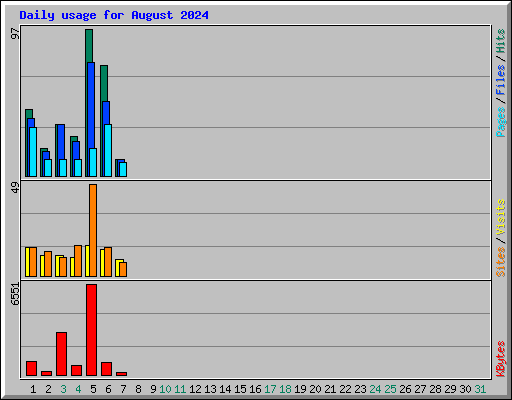 Daily usage for August 2024
97
49
6551
Pages / Files / Hits
Sites / Visits
KBytes
1 2 3 4 5 6 7 8 9 10 11 12 13 14 15 16 17 18 19 20 21 22 23 24 25 26 27 28 29 30 31